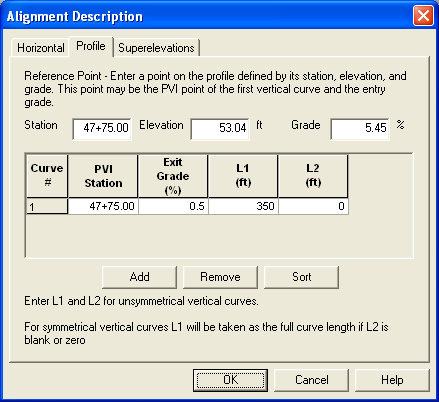 Alignment Description
Horizontal Profile Superelevations
Reference Point - Enter a point on the profile defined by its station, elevation, and
grade. This point may be the PVI point of the first vertical curve and the entry
grade.
Station 47+75.00 Elevation 53.04 ft Grade 5.45 %
Curve # PVI Station Exit Grade (%) L1 (ft) L2 (ft)
1 47+75.00 0.5 350 0
Add Remove Sort
Enter L1 and L2 for unsymmetrical vertical curves.
For symmetrical vertical curves L1 will be taken as the full curve length if L2 is
blank or zero
OK Cancel Help